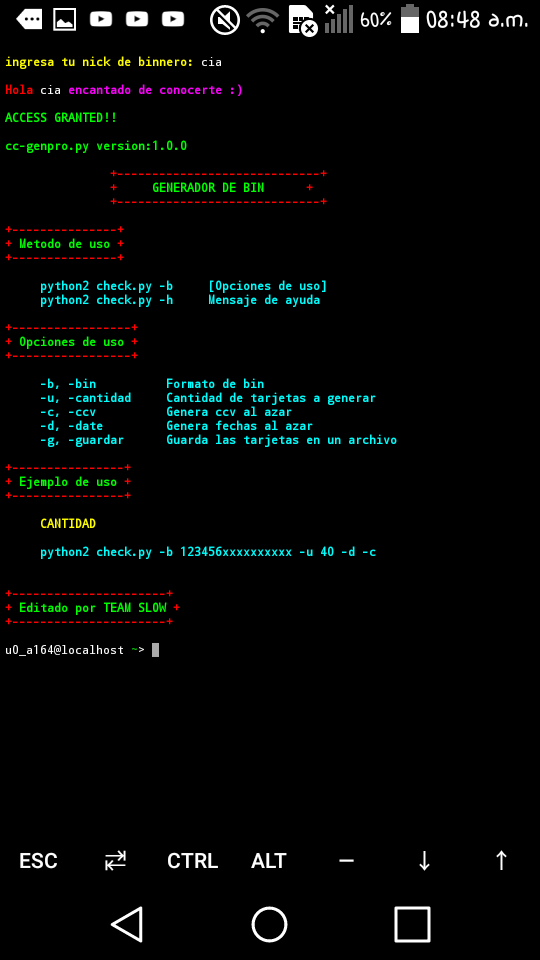 60% 08:48 a.m.
ingresa tu nick de binnero: cia
Hola cia encantado de conocerte :)
ACCESS GRANTED!!
cc-genpro.py version:1.0.0
+-----------------------------+
+ GENERADOR DE BIN +
+-----------------------------+
+---------------+
+ Metodo de uso +
+---------------+
python2 check.py -b [Opciones de uso]
python2 check.py -h Mensaje de ayuda
+-----------------+
+ Opciones de uso +
+-----------------+
-b, -bin Formato de bin
-u, -cantidad Cantidad de tarjetas a generar
-c, -ccv Genera ccv al azar
-d, -date Genera fechas al azar
-g, -guardar Guarda las tarjetas en un archivo
+----------------+
+ Ejemplo de uso +
+----------------+
CANTIDAD
python2 check.py -b 123456xxxxxxxxxx -u 40 -d -c
+----------------------+
+ Editado por TEAM SLOW +
+----------------------+
u0_a164@localhost ~>
ESC ⇄ CTRL ALT — ↓ ↑